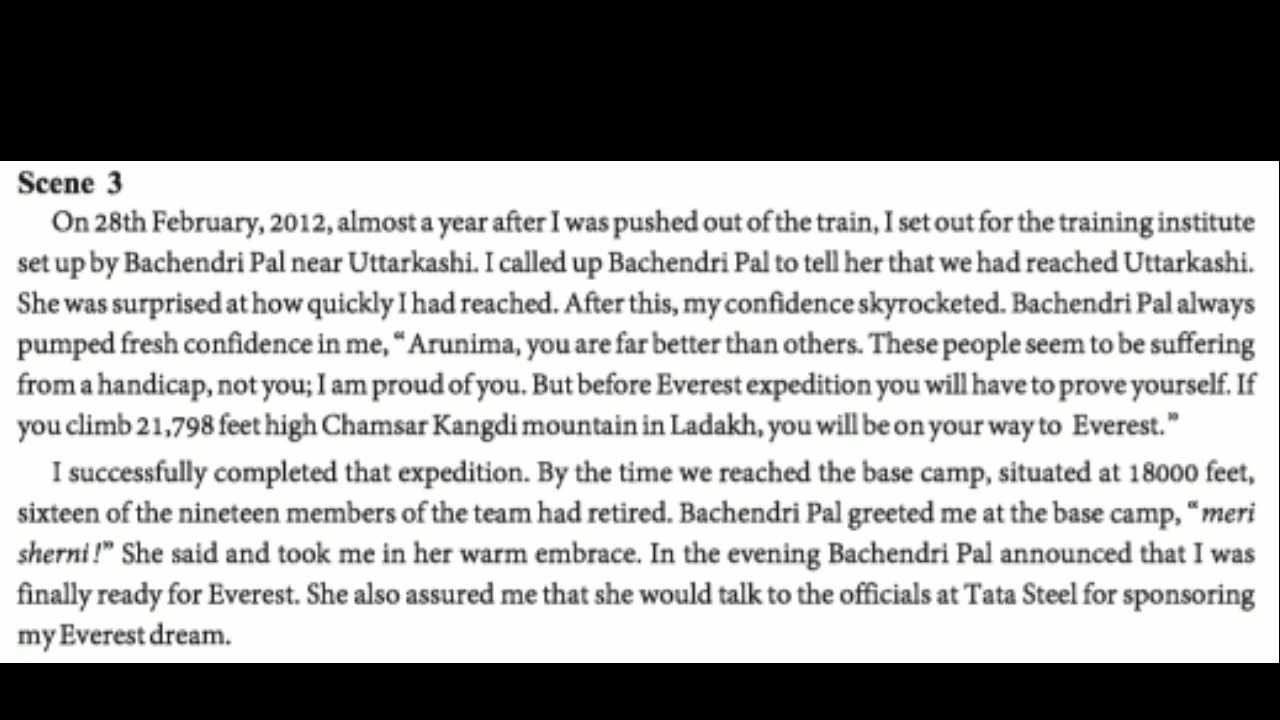 Scene 3
On 28th February, 2012, almost a year after I was pushed out of the train, I set out for the training institute
set up by Bachendri Pal near Uttarkashi. I called up Bachendri Pal to tell her that we had reached Uttarkashi.
She was surprised at how quickly I had reached. After this, my confidence skyrocketed. Bachendri Pal always
pumped fresh confidence in me, “Arunima, you are far better than others. These people seem to be suffering
from a handicap, not you; I am proud of you. But before Everest expedition you will have to prove yourself. If
you climb 21,798 feet high Chamsar Kangdi mountain in Ladakh, you will be on your way to Everest.”
I successfully completed that expedition. By the time we reached the base camp, situated at 18000 feet,
sixteen of the nineteen members of the team had retired. Bachendri Pal greeted me at the base camp, “meri
sherni!” She said and took me in her warm embrace. In the evening Bachendri Pal announced that I was
finally ready for Everest. She also assured me that she would talk to the officials at Tata Steel for sponsoring
my Everest dream.